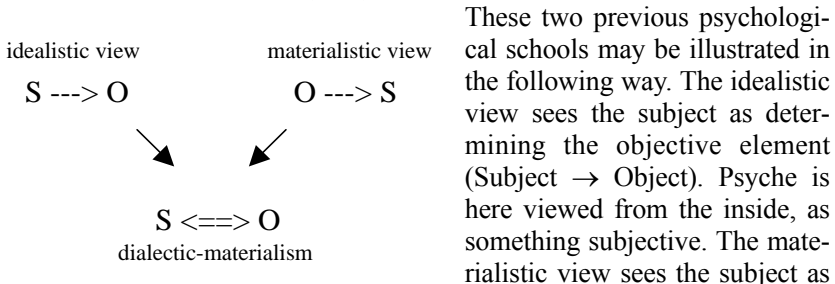 idealistic view
materialistic view
S ---> O
O ---> S
S <==> O
dialectic-materialism
These two previous psychologi-
cal schools may be illustrated in
the following way. The idealistic
view sees the subject as deter-
mining the objective element
(Subject → Object). Psyche is
here viewed from the inside, as
something subjective. The mate-
rialistic view sees the subject as